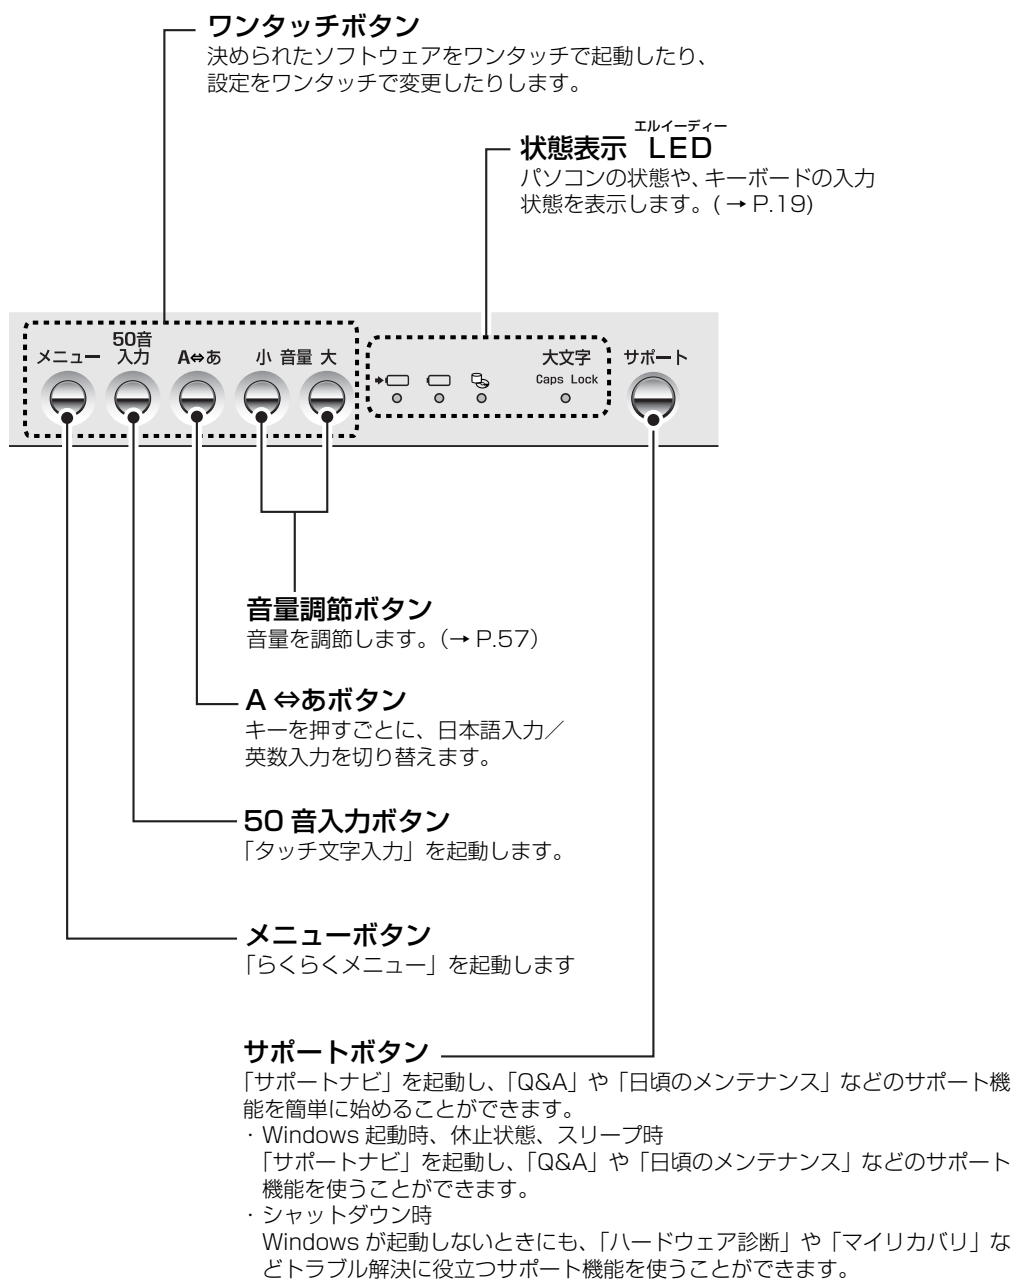 ワンタッチボタン
決められたソフトウェアをワンタッチで起動したり、
設定をワンタッチで変更したりします。
エルイーディー
状態表示 LED
パソコンの状態や、キーボードの入力
状態を表示します。( → P.19)
50音
メニュー 入力 A⇔あ 小 音量 大 大文字 サポート
Caps Lock
音量調節ボタン
音量を調節します。(→ P.57)
A ⇔あボタン
キーを押すごとに、日本語入力/
英数入力を切り替えます。
50 音入力ボタン
「タッチ文字入力」を起動します。
メニューボタン
「らくらくメニュー」を起動します
サポートボタン
「サポートナビ」を起動し、「Q&A」や「日頃のメンテナンス」などのサポート機
能を簡単に始めることができます。
・Windows 起動時、休止状態、スリープ時
「サポートナビ」を起動し、「Q&A」や「日頃のメンテナンス」などのサポート
機能を使うことができます。
・シャットダウン時
Windows が起動しないときにも、「ハードウェア診断」や「マイリカバリ」な
どトラブル解決に役立つサポート機能を使うことができます。